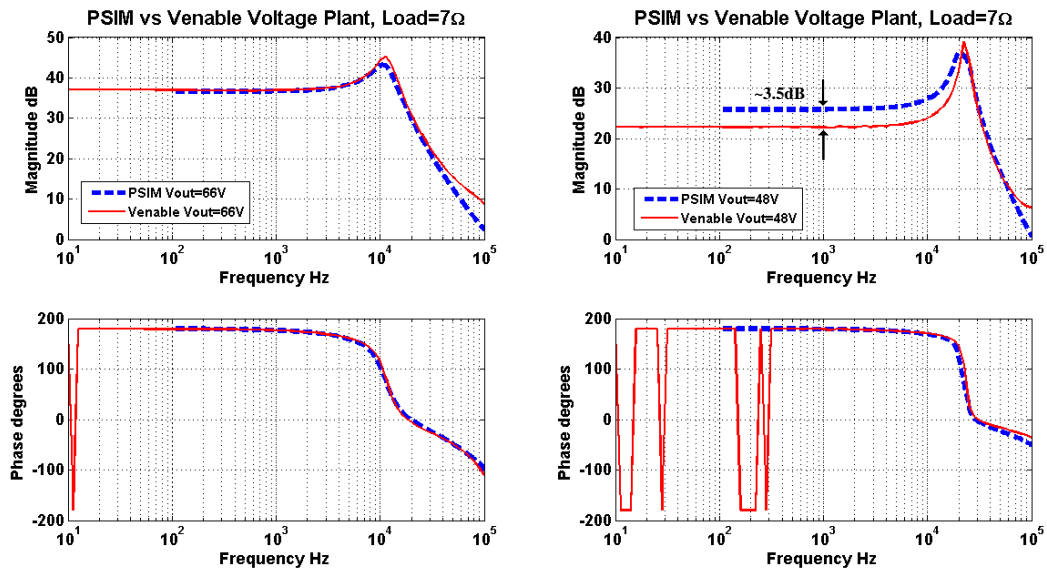 PSIM vs Venable Voltage Plant, Load=7Ω
50
40
30
20
10
0
Magnitude dB
PSIM Vout=66V
Venable Vout=66V
10^1
10^2
10^3
10^4
10^5
Frequency Hz
PSIM vs Venable Voltage Plant, Load=7Ω
40
30
20
10
0
Magnitude dB
~3.5dB
PSIM Vout=48V
Venable Vout=48V
10^1
10^2
10^3
10^4
10^5
Frequency Hz
200
100
0
-100
-200
Phase degrees
10^1
10^2
10^3
10^4
10^5
Frequency Hz
200
100
0
-100
-200
Phase degrees
10^1
10^2
10^3
10^4
10^5
Frequency Hz